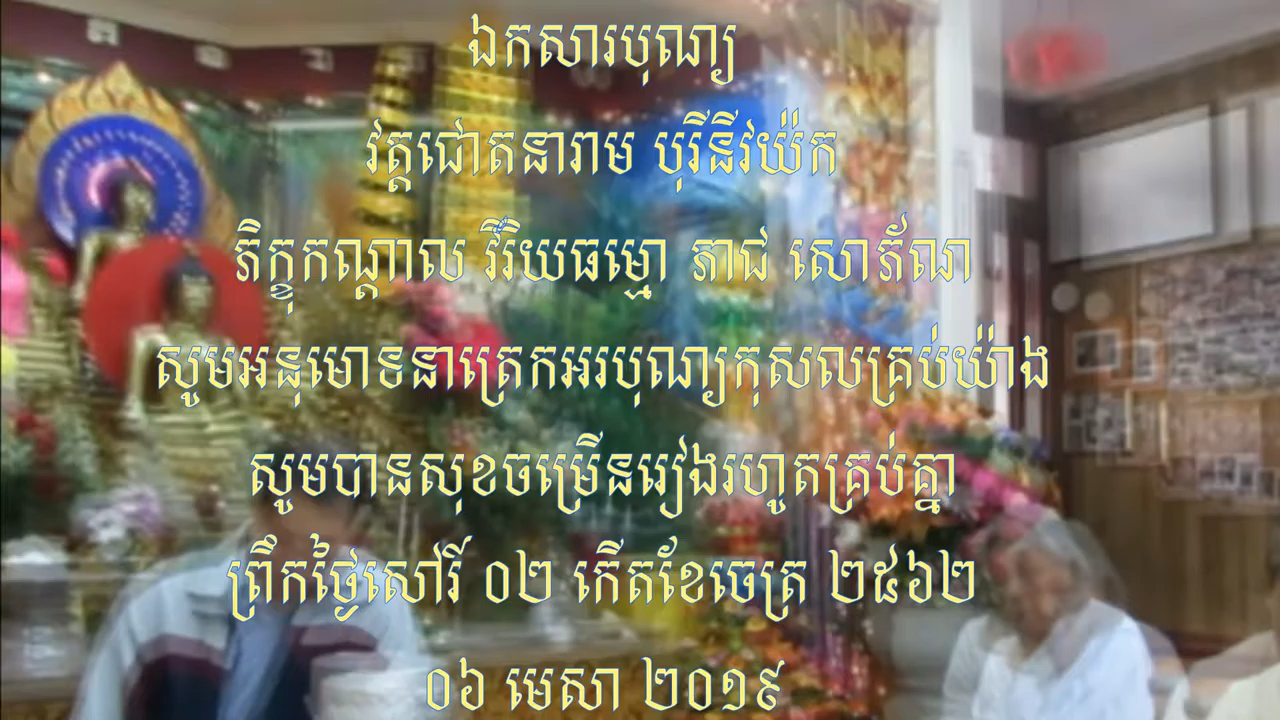 ឯកសារបុណ្យ
វត្តជោតនារាម បុរីនីវយ៉ក
ភិក្ខុកណ្ដាល វិរិយធម្មោ ភាជ សោភ័ណ
សូមអនុមោទនាត្រេកអរបុណ្យកុសលគ្រប់យ៉ាង
សូមបានសុខចម្រើនរៀងរហូតគ្រប់គ្នា
ព្រឹកថ្ងៃសៅរ៍ ០២ កើតខែចេត្រ ២៥៦២
០៦ មេសា ២០១៩